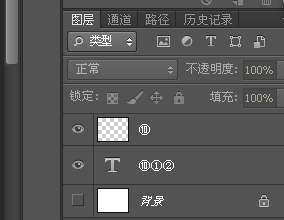 图层 通道 路径 历史记录
类型 T
正常 不透明度: 100%
锁定: 填充: 100%
⑩
T ⑩①②
背景